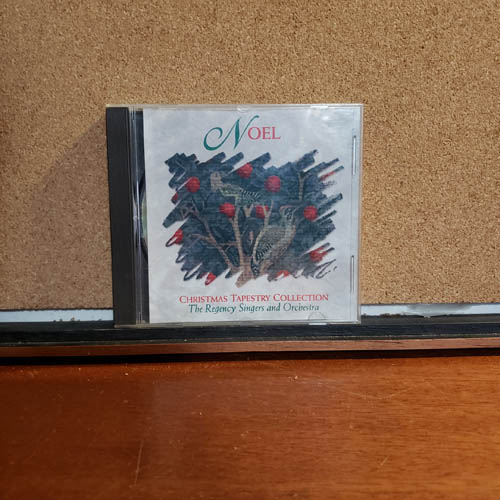 NOEL
CHRISTMAS TAPESTRY COLLECTION
The Regency Singers and Orchestra